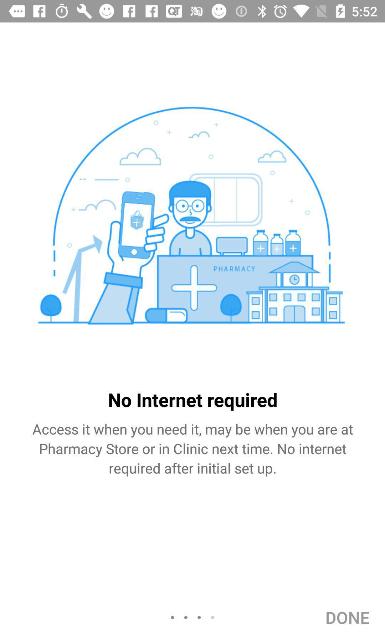 5:52
PHARMACY
No Internet required
Access it when you need it, may be when you are at
Pharmacy Store or in Clinic next time. No internet
required after initial set up.
DONE